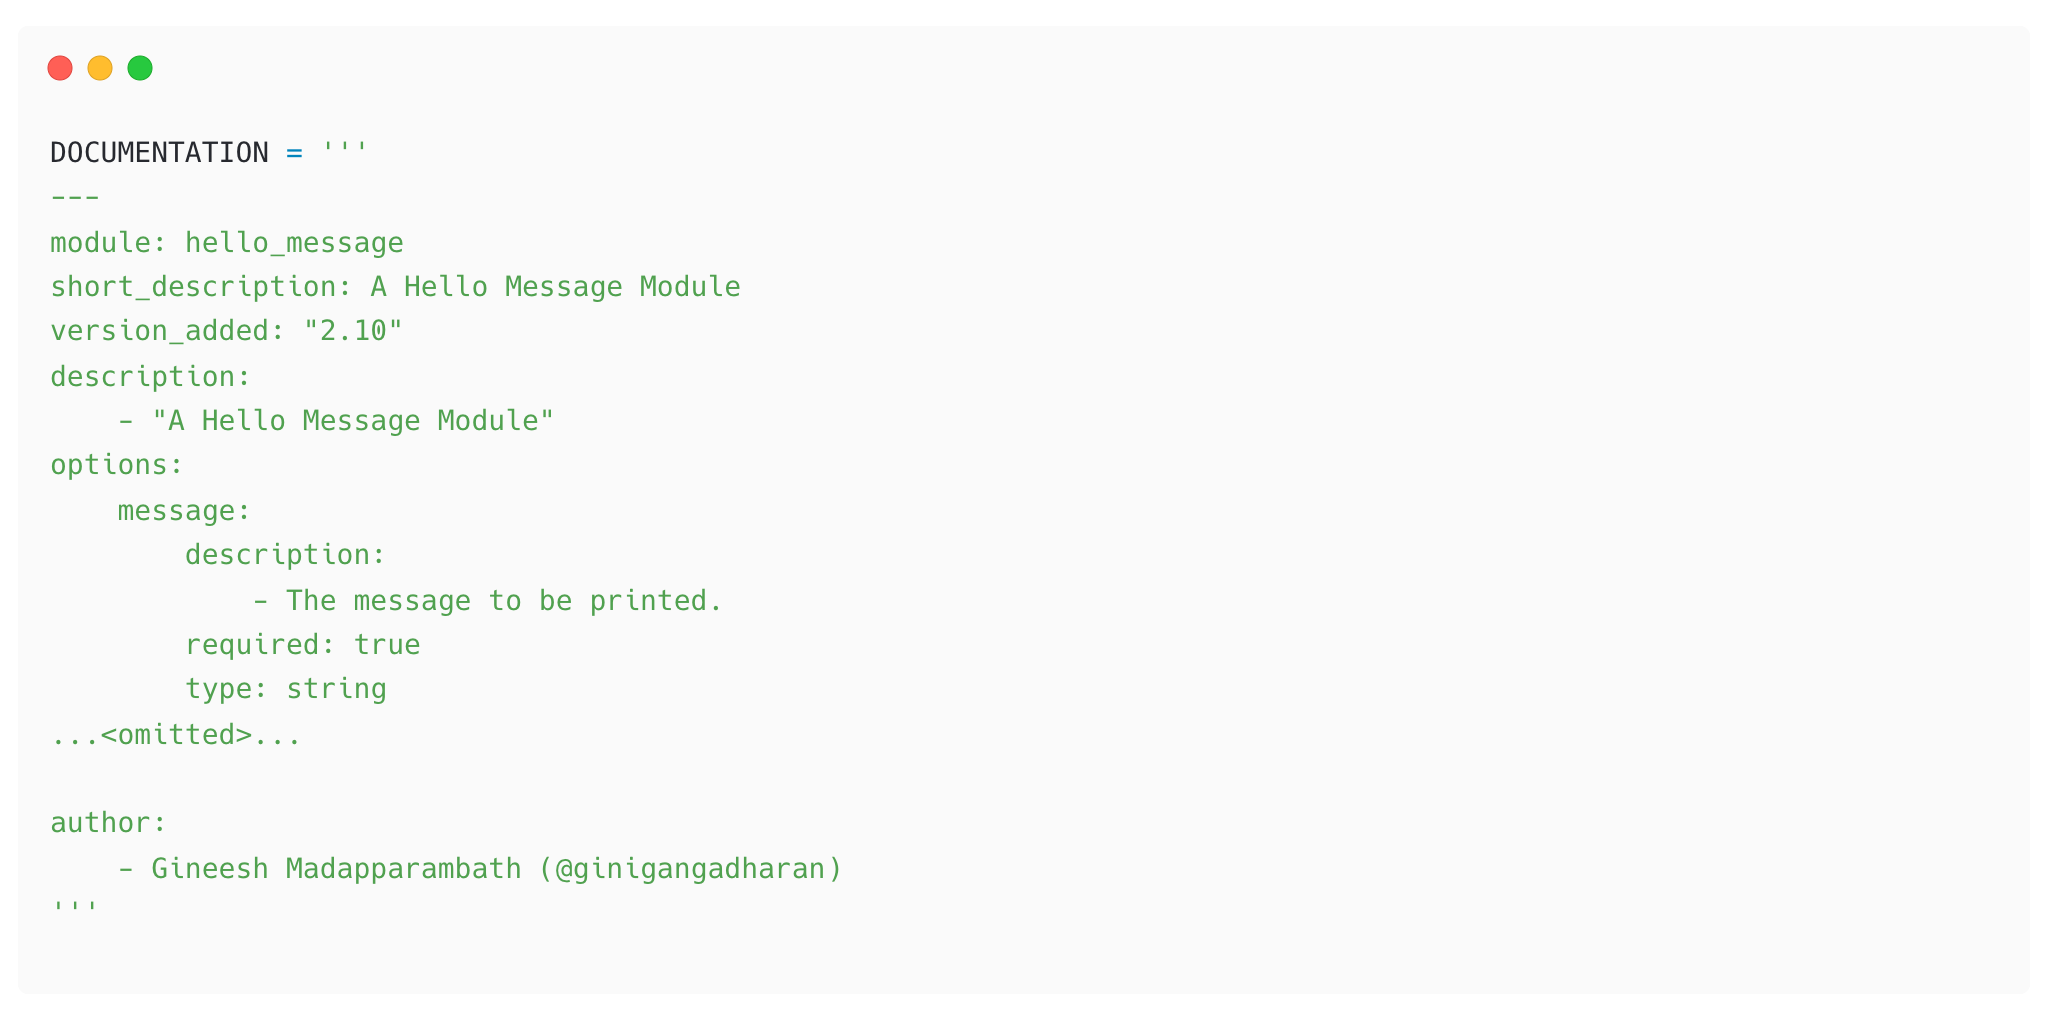 DOCUMENTATION = '''
---
module: hello_message
short_description: A Hello Message Module
version_added: "2.10"
description:
    - "A Hello Message Module"
options:
    message:
        description:
            - The message to be printed.
        required: true
        type: string
...<omitted>...

author:
    - Gineesh Madapparambath (@ginigangadharan)
'''